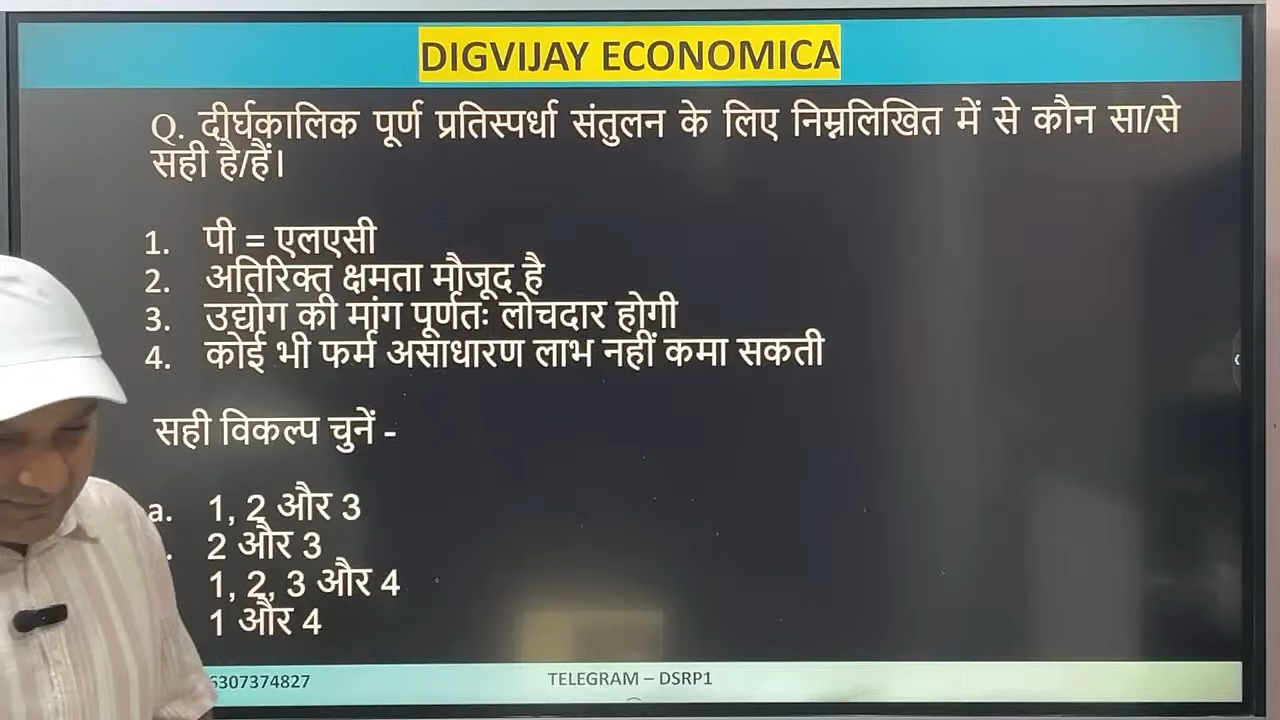 DIGVIJAY ECONOMICA
Q. दीर्घकालिक पूर्ण प्रतिस्पर्धा संतुलन के लिए निम्नलिखित में से कौन सा/से
सही है/हैं।
1. पी = एलएसी
2. अतिरिक्त क्षमता मौजूद है
3. उद्योग की मांग पूर्णतः लोचदार होगी
4. कोई भी फर्म असाधारण लाभ नहीं कमा सकती
सही विकल्प चुनें -
a. 1, 2 और 3
. 2 और 3
1, 2, 3 और 4
1 और 4
6307374827 TELEGRAM – DSRP1